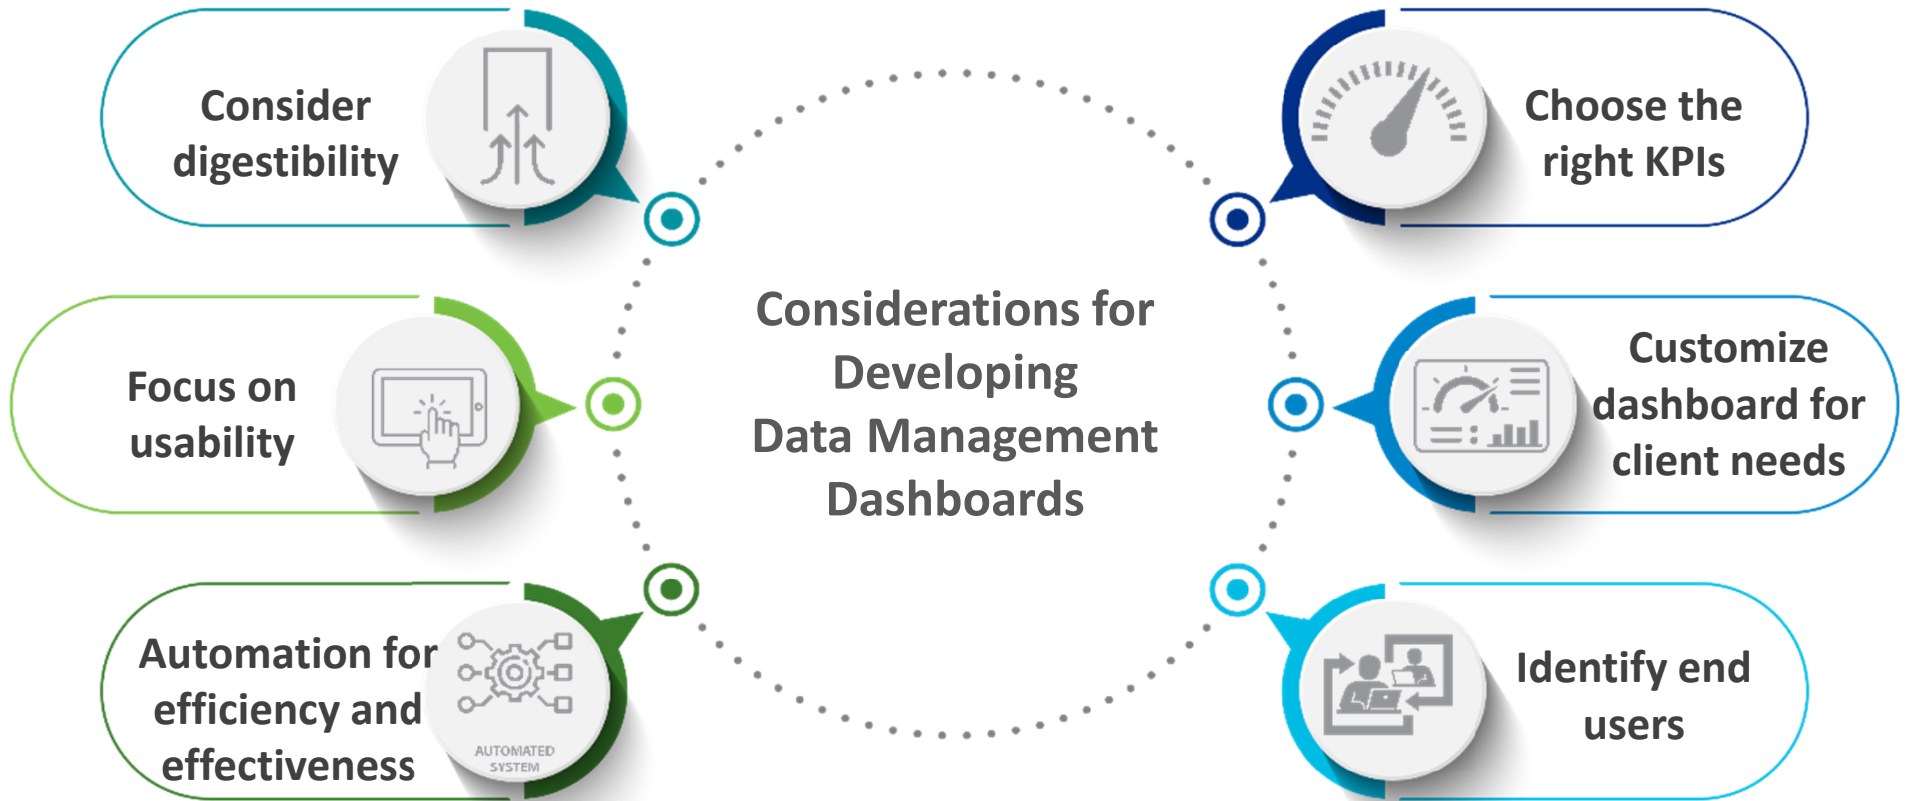 Consider
digestibility
Choose the
right KPIs
Considerations for
Developing
Data Management
Dashboards
Focus on
usability
Customize
dashboard for
client needs
Automation for
efficiency and
effectiveness
AUTOMATED
SYSTEM
Identify end
users